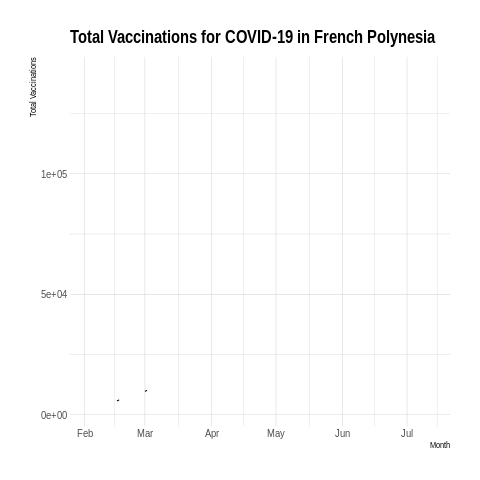 Total Vaccinations for COVID-19 in French Polynesia
Total Vaccinations
1e+05
5e+04
0e+00
Feb Mar Apr May Jun Jul
Month